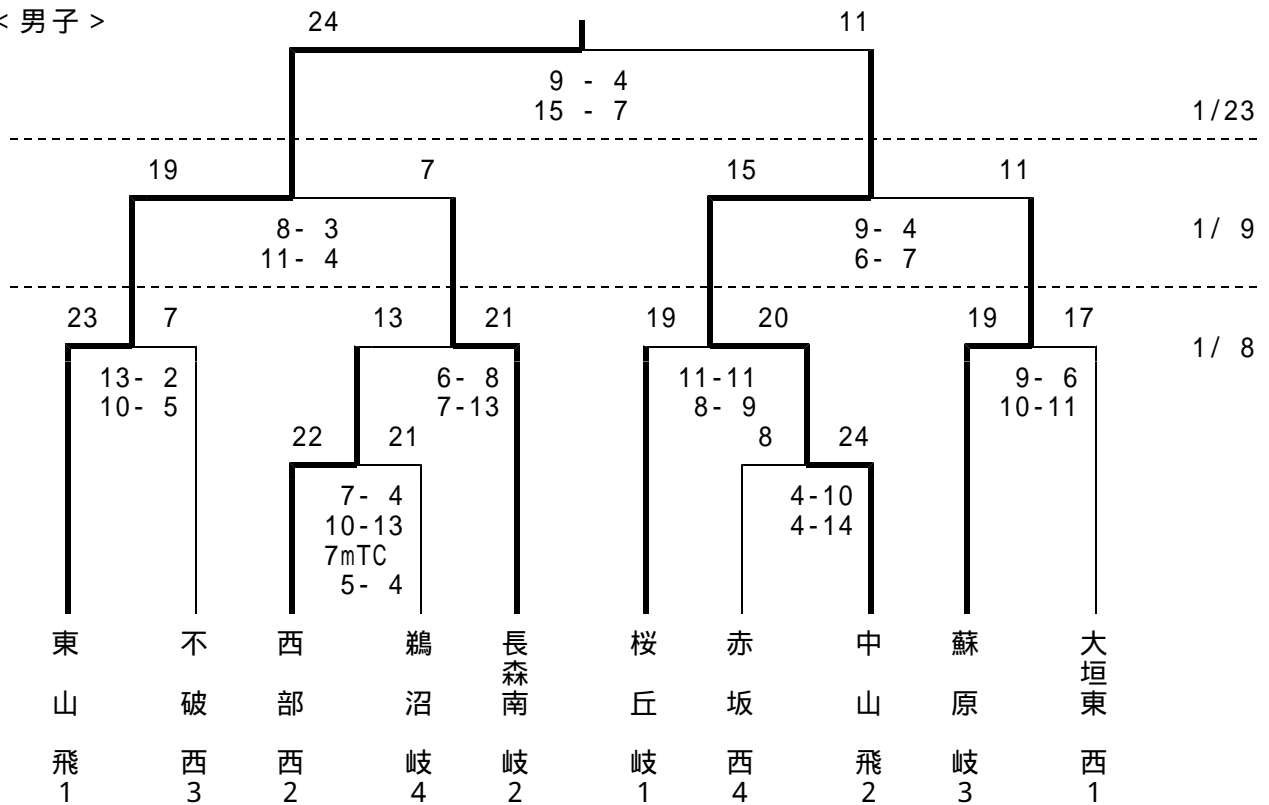 < 男子 >
24 11
9 - 4
15 - 7
1/23
19 7 15 11
8- 3 9- 4 1/ 9
11- 4 6- 7
23 7 13 21 19 20 19 17
1/ 8
13- 2 6- 8 11-11 9- 6
10- 5 7-13 8- 9 10-11
22 21 8 24
7- 4 4-10
10-13 4-14
7mTC
5- 4
東山 飛1
不破 西3
西部 西2
鵜沼 岐4
長森南 岐2
桜丘 岐1
赤坂 西4
中山 飛2
蘇原 岐3
大垣東 西1